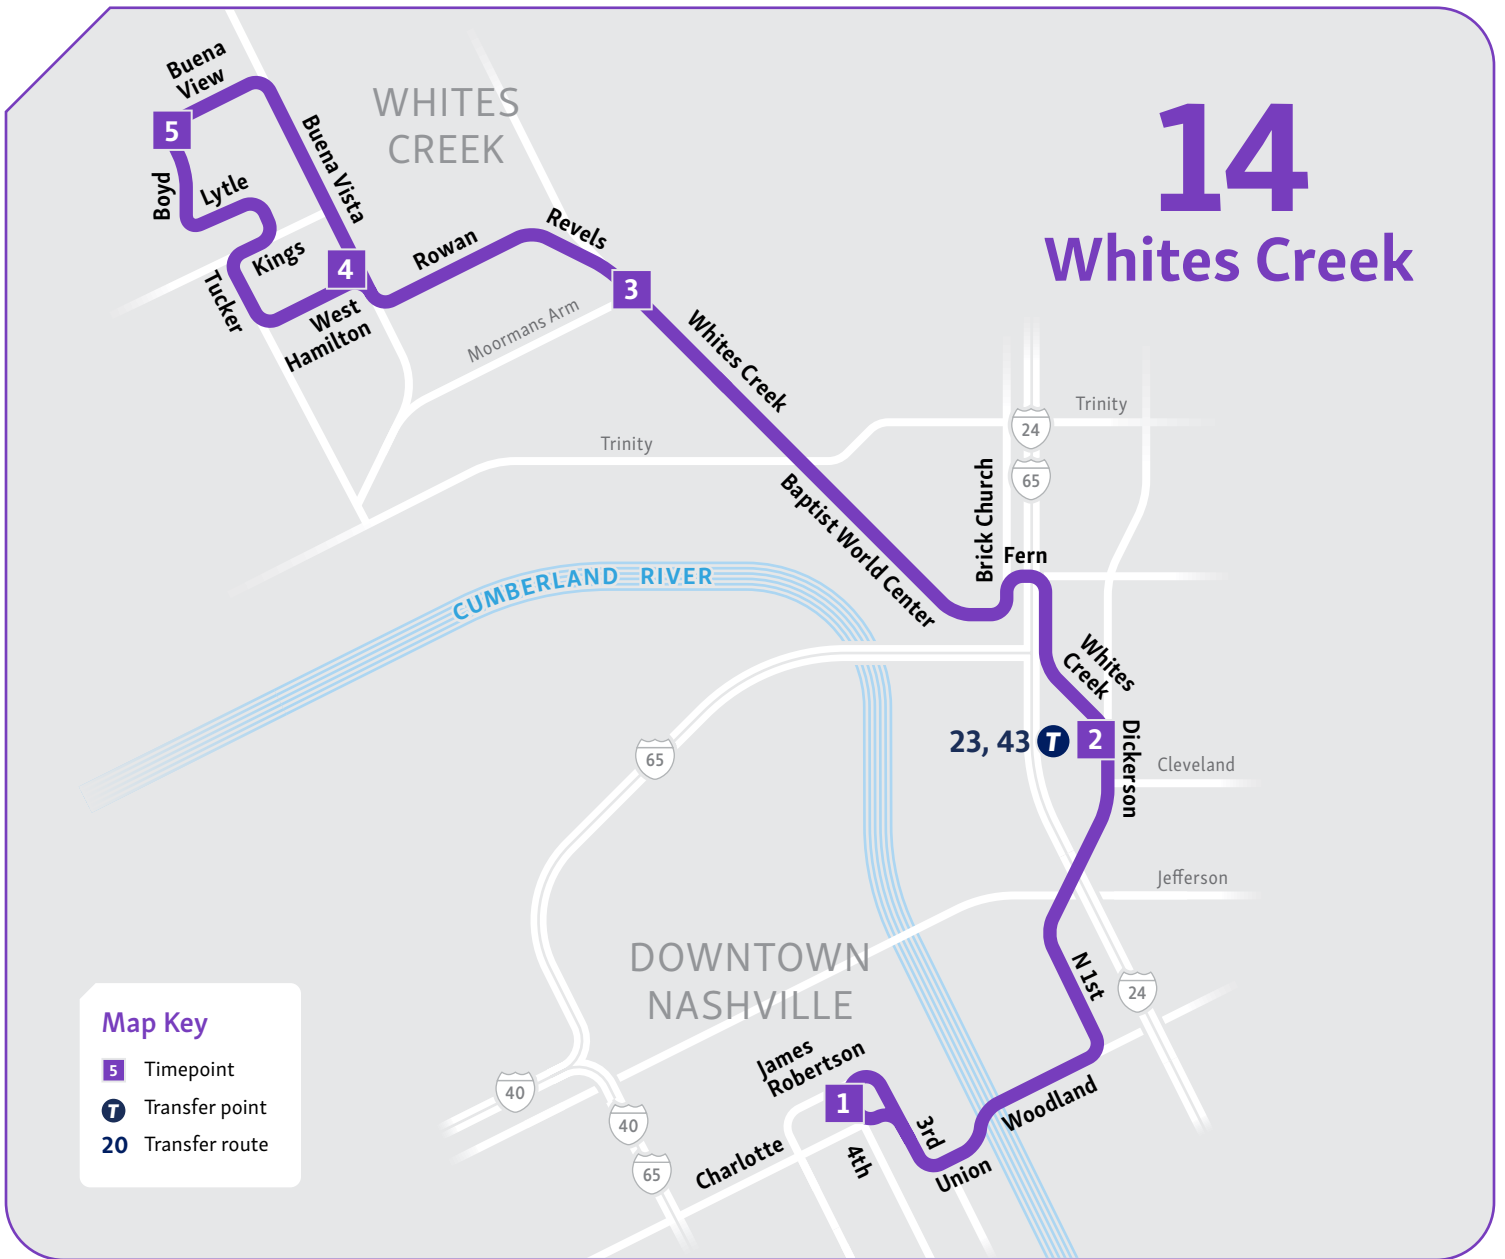 14
Whites Creek
WHITES
CREEK
Buena
View
5
Boyd
Lytle
Buena Vista
Kings
Tucker
4
West
Hamilton
Rowan
Revels
3
Moormans Arm
Whites Creek
Trinity
Trinity
24
65
Brick Church
Fern
Baptist World Center
CUMBERLAND RIVER
Whites
Creek
23, 43 T 2
Dickerson
Cleveland
65
Jefferson
DOWNTOWN
NASHVILLE
N 1st
24
James
Robertson
1
3rd
4th
Union
Woodland
Charlotte
40
40
65
Map Key
5 Timepoint
T Transfer point
20 Transfer route